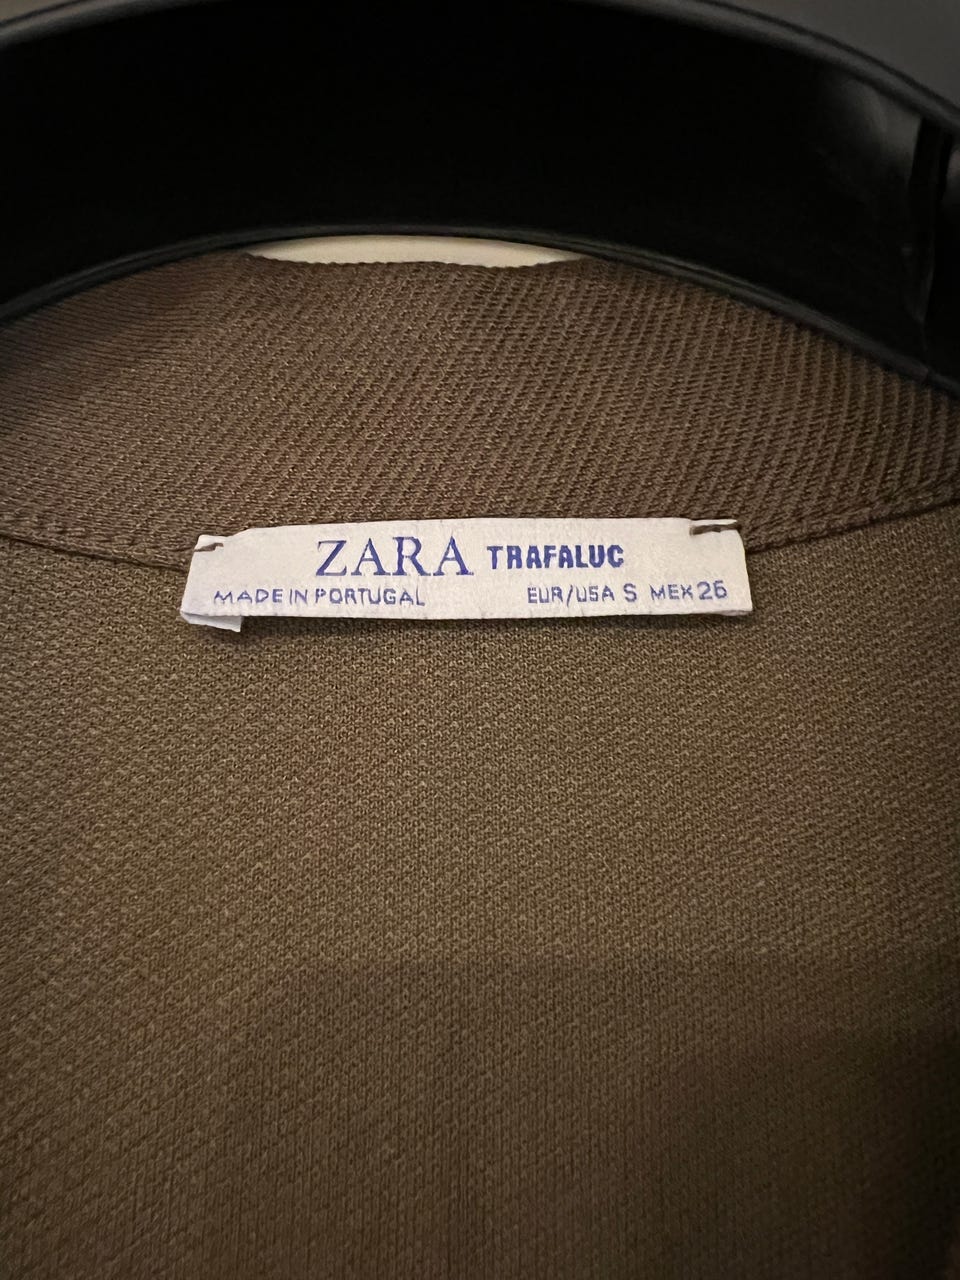 ZARA TRAFALUC
MADE IN PORTUGAL EUR/USA S MEX 26